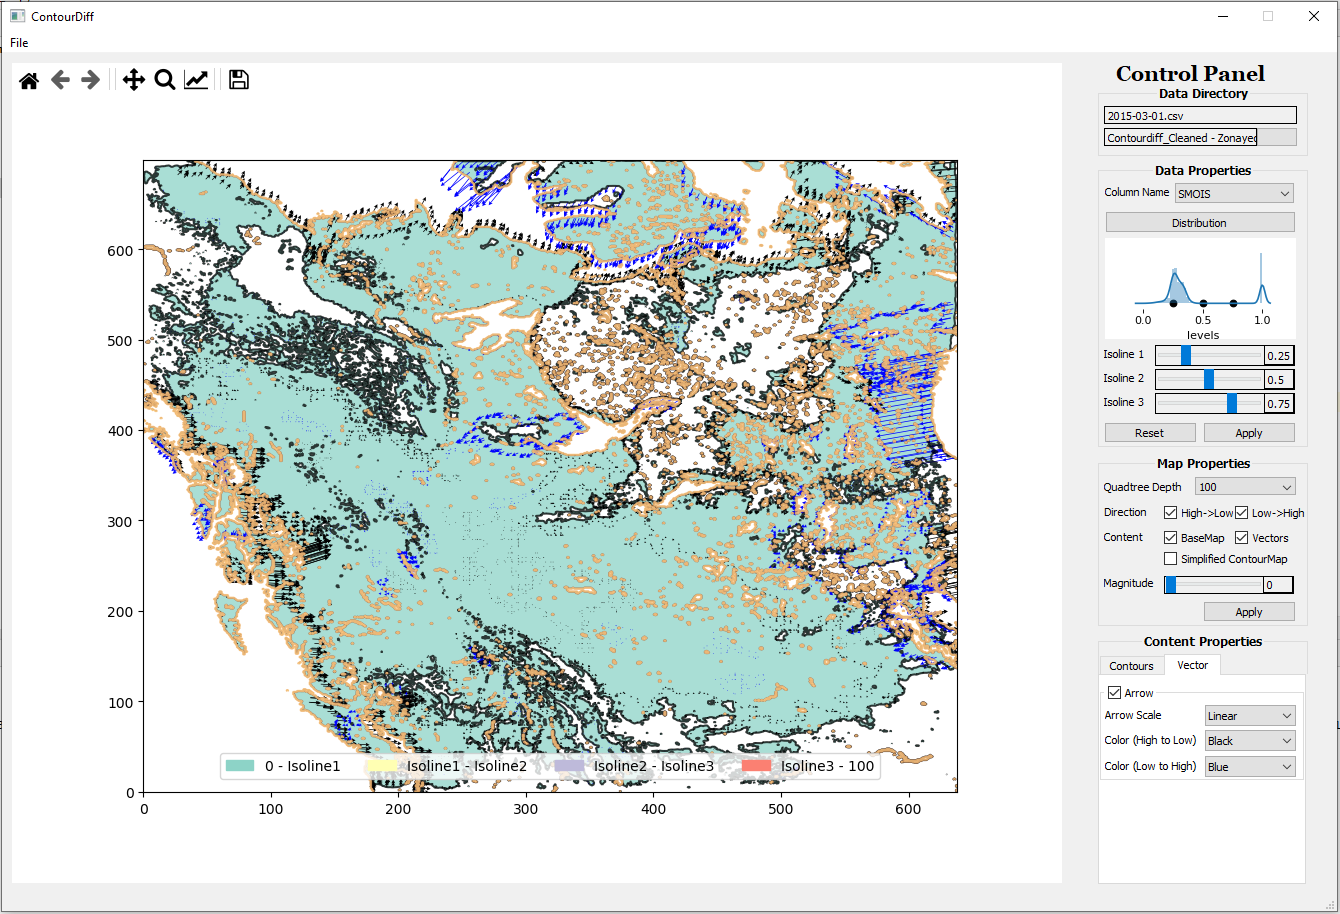 ContourDiff
File
Control Panel
Data Directory
2015-03-01.csv
Contourdiff_Cleaned - Zonayed
Data Properties
Column Name SMOIS
Distribution
0.0 0.5 1.0
levels
Isoline 1 0.25
Isoline 2 0.5
Isoline 3 0.75
Reset Apply
Map Properties
Quadtree Depth 100
Direction High->Low Low->High
Content BaseMap Vectors
Simplified ContourMap
Magnitude 0
Apply
Content Properties
Contours Vector
Arrow
Arrow Scale Linear
Color (High to Low) Black
Color (Low to High) Blue
600
500
400
300
200
100
0
0 - Isoline1 Isoline1 - Isoline2 Isoline2 - Isoline3 Isoline3 - 100
0 100 200 300 400 500 600